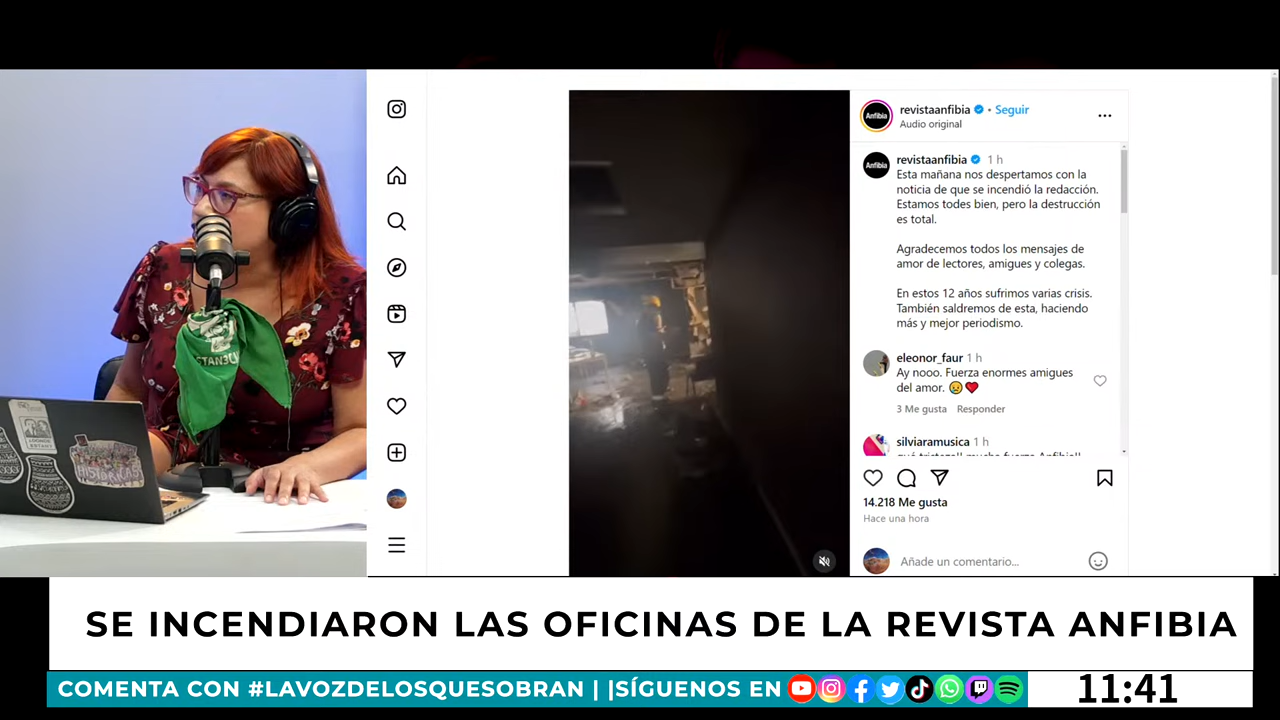 Anfibia
revistaanfibia • Seguir
Audio original
Anfibia
revistaanfibia 1 h
Esta mañana nos despertamos con la
noticia de que se incendió la redacción.
Estamos todes bien, pero la destrucción
es total.
Agradecemos todos los mensajes de
amor de lectores, amigues y colegas.
En estos 12 años sufrimos varias crisis.
También saldremos de esta, haciendo
más y mejor periodismo.
eleonor_faur 1 h
Ay nooo. Fuerza enormes amigues
del amor. 😢❤️
3 Me gusta Responder
silviaramusica 1 h
14.218 Me gusta
Hace una hora
Añade un comentario...
HISTÓRICAS
SE INCENDIARON LAS OFICINAS DE LA REVISTA ANFIBIA
COMENTA CON #LAVOZDELOSQUESOBRAN | |SÍGUENOS EN
11:41